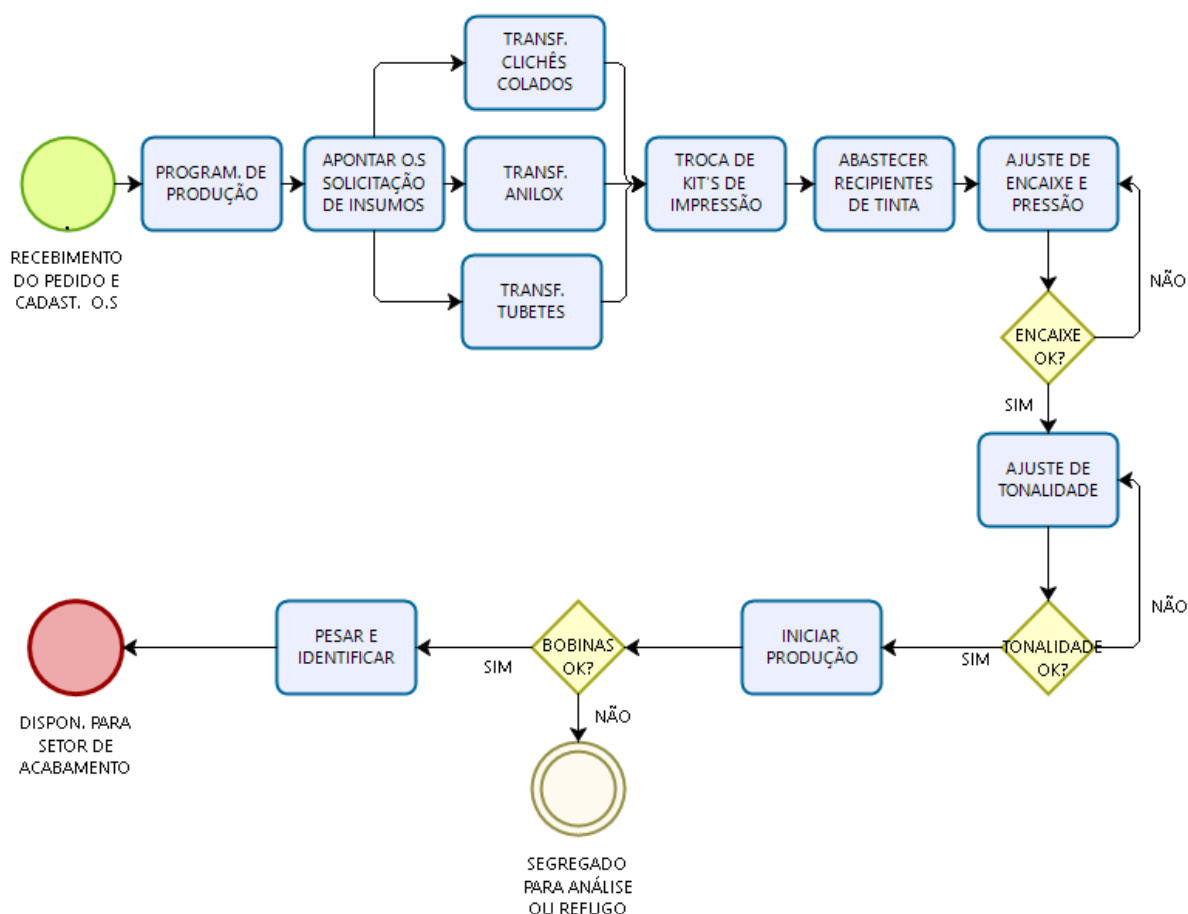 TRANSF.
CLICHÊS
COLADOS
PROGRAM. DE
PRODUÇÃO
APONTAR O.S
SOLICITAÇÃO
DE INSUMOS
TRANSF.
ANILOX
TROCA DE
KIT'S DE
IMPRESSÃO
ABASTECER
RECIPIENTES
DE TINTA
AJUSTE DE
ENCAIXE E
PRESSÃO
RECEBIMENTO
DO PEDIDO E
CADAST. O.S
TRANSF.
TUBETES
NÃO
ENCAIXE
OK?
SIM
AJUSTE DE
TONALIDADE
NÃO
TONALIDADE
OK?
SIM
INICIAR
PRODUÇÃO
BOBINAS
OK?
SIM
PESAR E
IDENTIFICAR
NÃO
DISPON. PARA
SETOR DE
ACABAMENTO
SEGREGADO
PARA ANÁLISE
OU REFUGO